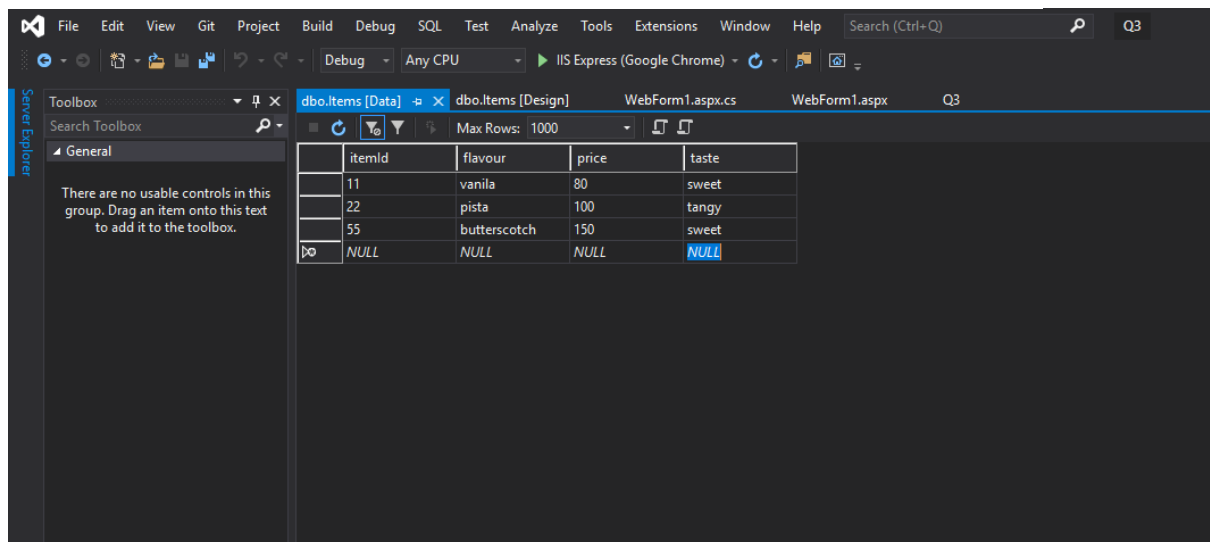 File Edit View Git Project Build Debug SQL Test Analyze Tools Extensions Window Help Search (Ctrl+Q) Q3
Debug Any CPU IIS Express (Google Chrome)
Server Explorer
Toolbox
dbo.Items [Data] dbo.Items [Design] WebForm1.aspx.cs WebForm1.aspx Q3
Search Toolbox
Max Rows: 1000
General
itemId flavour price taste
There are no usable controls in this
group. Drag an item onto this text
to add it to the toolbox.
11 vanila 80 sweet
22 pista 100 tangy
55 butterscotch 150 sweet
NULL NULL NULL NULL